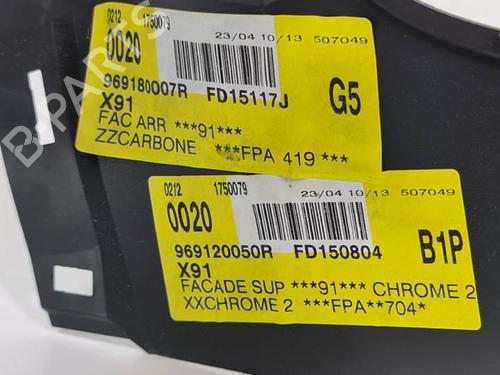 0212 1750079
23/04 10/13 507049
0020
969180007R FD15117J
G5
X91
FAC ARR ***91***
ZZCARBONE ***FPA 419 ***
0212 1750079
23/04 10/13 507049
0020
969120050R FD150804
B1P
X91
FACADE SUP ***91*** CHROME 2
XXCHROME 2 ***FPA**704*
B-PARTS